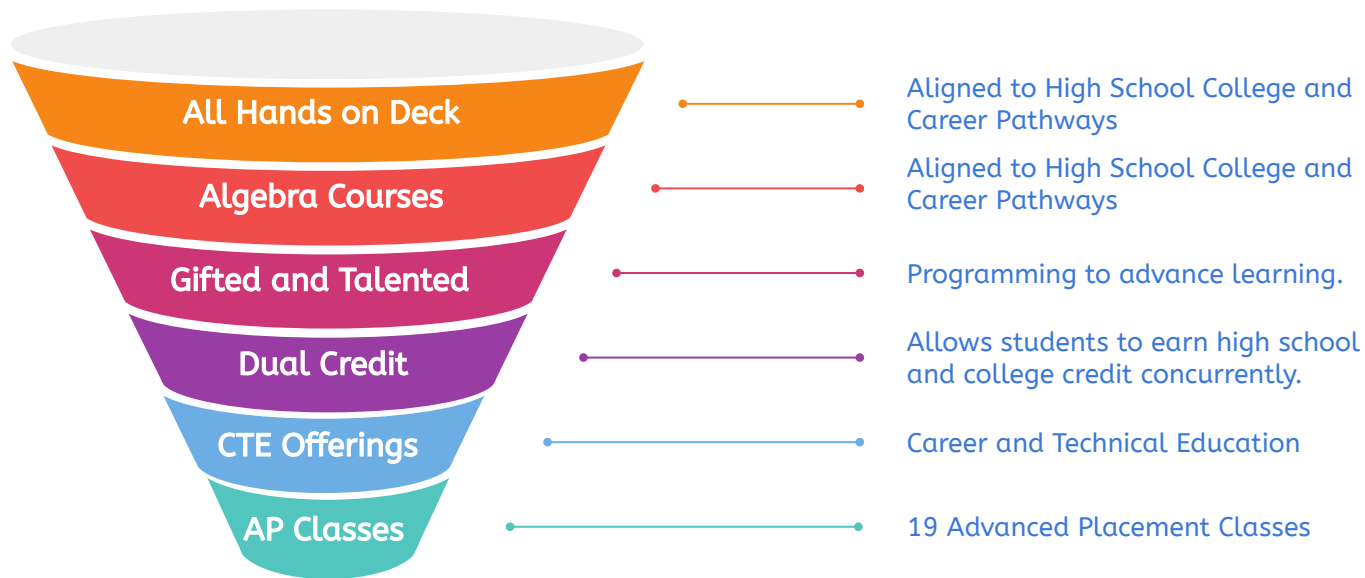 All Hands on Deck
Aligned to High School College and
Career Pathways
Algebra Courses
Aligned to High School College and
Career Pathways
Gifted and Talented
Programming to advance learning.
Dual Credit
Allows students to earn high school
and college credit concurrently.
CTE Offerings
Career and Technical Education
AP Classes
19 Advanced Placement Classes